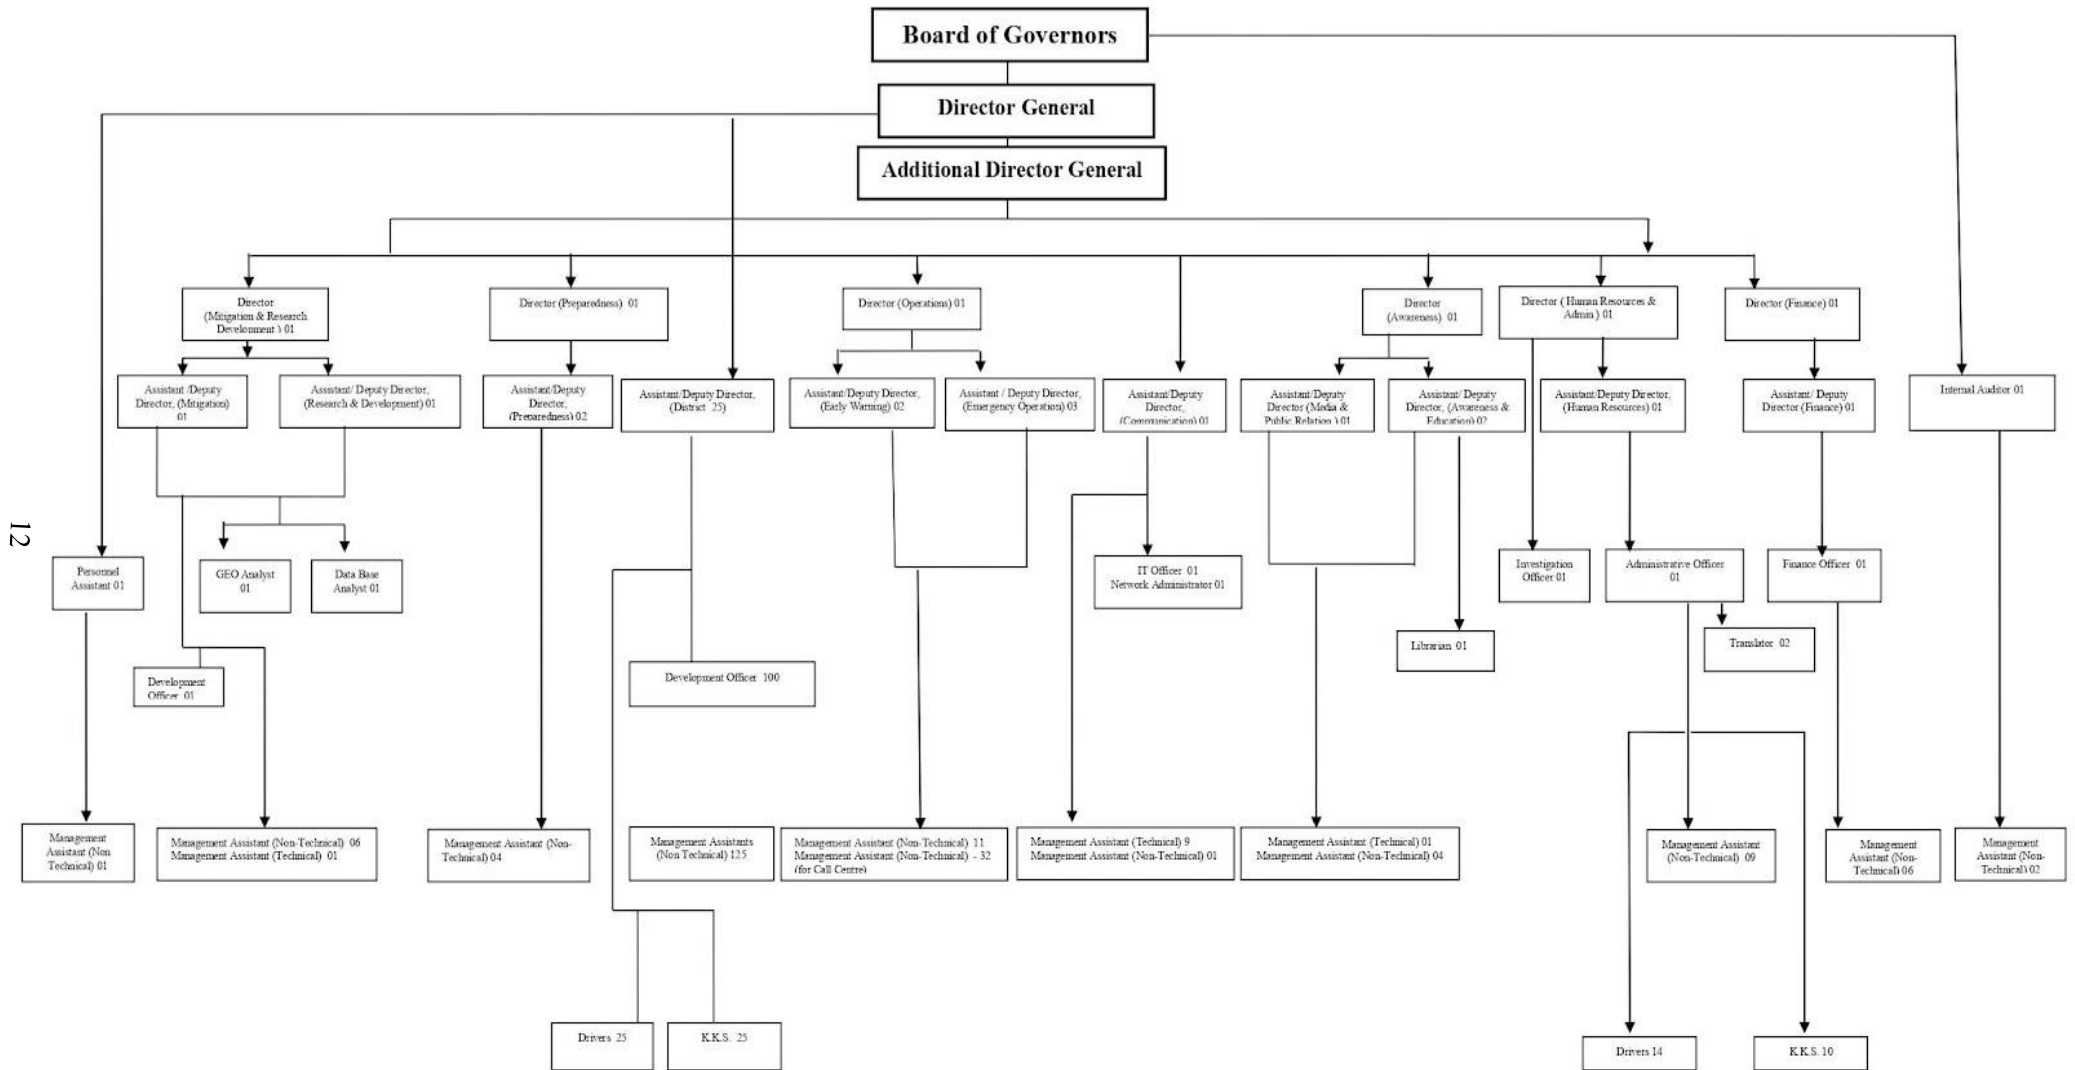 Board of Governors
Director General
Additional Director General
Director
(Mitigation & Research
Development ) 01
Director (Preparedness) 01
Director (Operations) 01
Director
(Awareness) 01
Director ( Human Resources &
Admin ) 01
Director (Finance) 01
Assistant /Deputy
Director, (Mitigation)
01
Assistant/ Deputy Director,
(Research & Development) 01
Assistant/Deputy
Director,
(Preparedness) 02
Assistant/Deputy Director,
(District 25)
Assistant/Deputy Director,
(Early Warning) 02
Assistant / Deputy Director,
(Emergency Operation) 03
Assistant/Deputy
Director,
(Communication) 01
Assistant/Deputy
Director (Media &
Public Relation ) 01
Assistant/ Deputy
Director, (Awareness &
Education) 02
Assistant/Deputy Director,
(Human Resources) 01
Assistant/ Deputy
Director (Finance) 01
Internal Auditor 01
12
Personnel
Assistant 01
GEO Analyst
01
Data Base
Analyst 01
IT Officer 01
Network Administrator 01
Investigation
Officer 01
Administrative Officer
01
Finance Officer 01
Librarian 01
Translator 02
Development
Officer 01
Development Officer 100
Management
Assistant (Non
Technical) 01
Management Assistant (Non-Technical) 06
Management Assistant (Technical) 01
Management Assistant (Non-
Technical) 04
Management Assistants
(Non Technical) 125
Management Assistant (Non-Technical) 11
Management Assistant (Non-Technical) - 32
(for Call Centre)
Management Assistant (Technical) 9
Management Assistant (Non-Technical) 01
Management Assistant (Technical) 01
Management Assistant (Non-Technical) 04
Management Assistant
(Non-Technical) 09
Management
Assistant (Non-
Technical) 06
Management
Assistant (Non-
Technical) 02
Drivers 25
K.K.S. 25
Drivers 14
K.K.S. 10